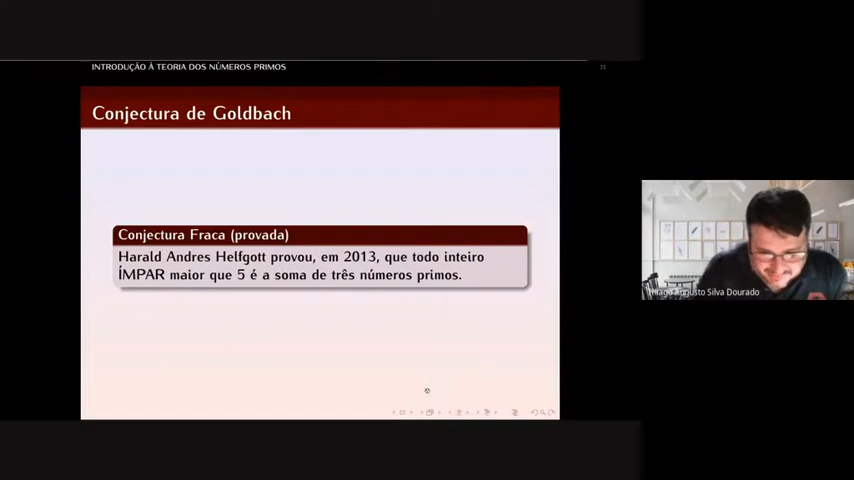 INTRODUÇÃO À TEORIA DOS NÚMEROS PRIMOS
Conjectura de Goldbach
Conjectura Fraca (provada)
Harald Andres Helfgott provou, em 2013, que todo inteiro
ÍMPAR maior que 5 é a soma de três números primos.
Thiago Augusto Silva Dourado